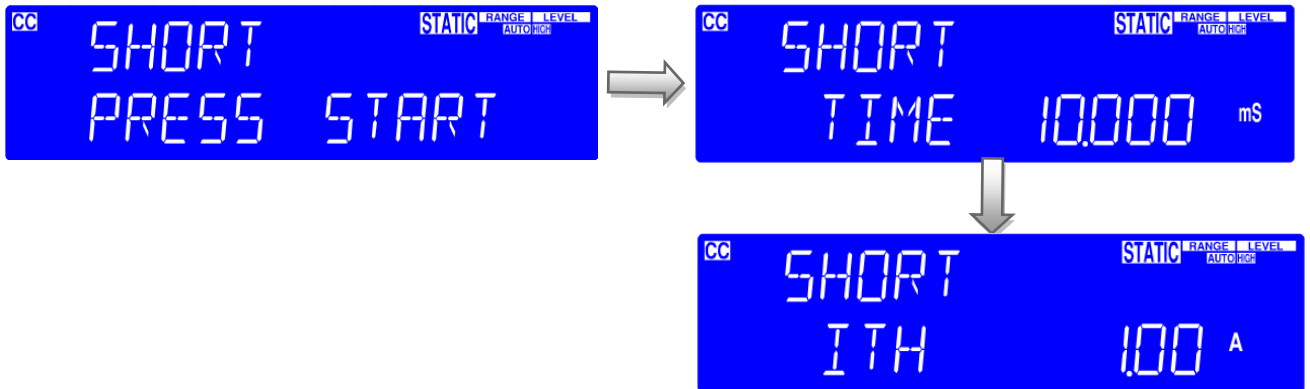 CC SHORT STATIC RANGE LEVEL
AUTO HIGH
PRESS START
CC SHORT STATIC RANGE LEVEL
AUTO HIGH
TIME 10.000 mS
CC SHORT STATIC RANGE LEVEL
AUTO HIGH
ITH 1.00 A